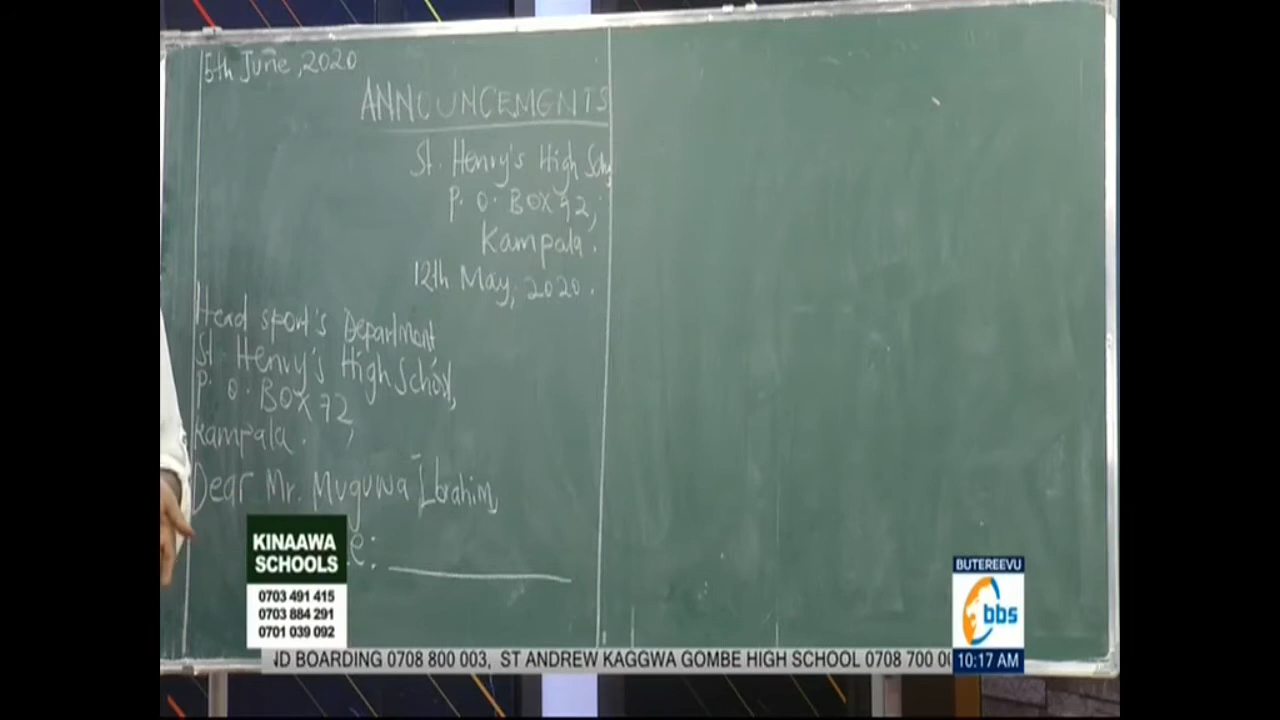 5th June, 2020
ANNOUNCEMENTS
St. Henry's High Sch
P. O. BOX 72,
Kampala.
12th May, 2020.
Head sport's Department
St. Henry's High School,
P. O. BOX 72,
Kampala.
Dear Mr. Muguwa Ibrahim,
e:
KINAAWA
SCHOOLS
0703 491 415
0703 884 291
0701 039 092
BUTEREEVU
bbs
10:17 AM
ND BOARDING 0708 800 003, ST ANDREW KAGGWA GOMBE HIGH SCHOOL 0708 700 00